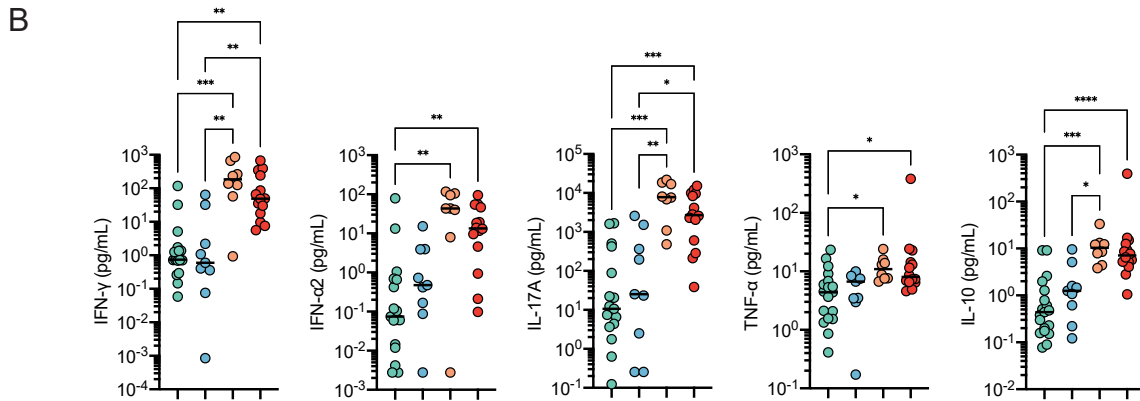 B
** ** *** **
IFN-γ (pg/mL)
10³ 10² 10¹ 10⁰ 10⁻¹ 10⁻² 10⁻³ 10⁻⁴
** **
IFN-α2 (pg/mL)
10³ 10² 10¹ 10⁰ 10⁻¹ 10⁻² 10⁻³
*** * *** **
IL-17A (pg/mL)
10⁵ 10⁴ 10³ 10² 10¹ 10⁰ 10⁻¹
* *
TNF-α (pg/mL)
10³ 10² 10¹ 10⁰ 10⁻¹
**** *** *
IL-10 (pg/mL)
10³ 10² 10¹ 10⁰ 10⁻¹ 10⁻²